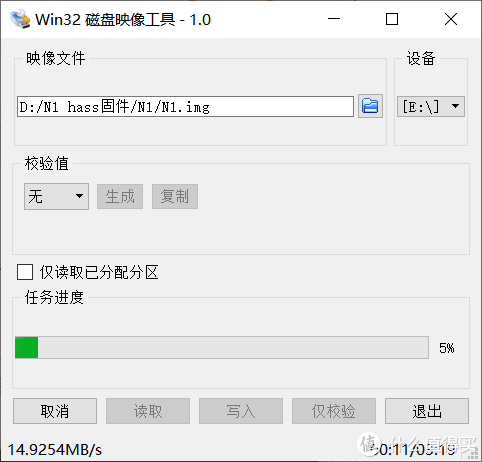 Win32 磁盘映像工具 - 1.0
映像文件
设备
D:/N1 hass固件/N1/N1.img
[E:\]
校验值
无
生成
复制
仅读取已分配分区
任务进度
5%
取消
读取
写入
仅校验
退出
14.9254MB/s
00:11/03:19
值 什么值得买